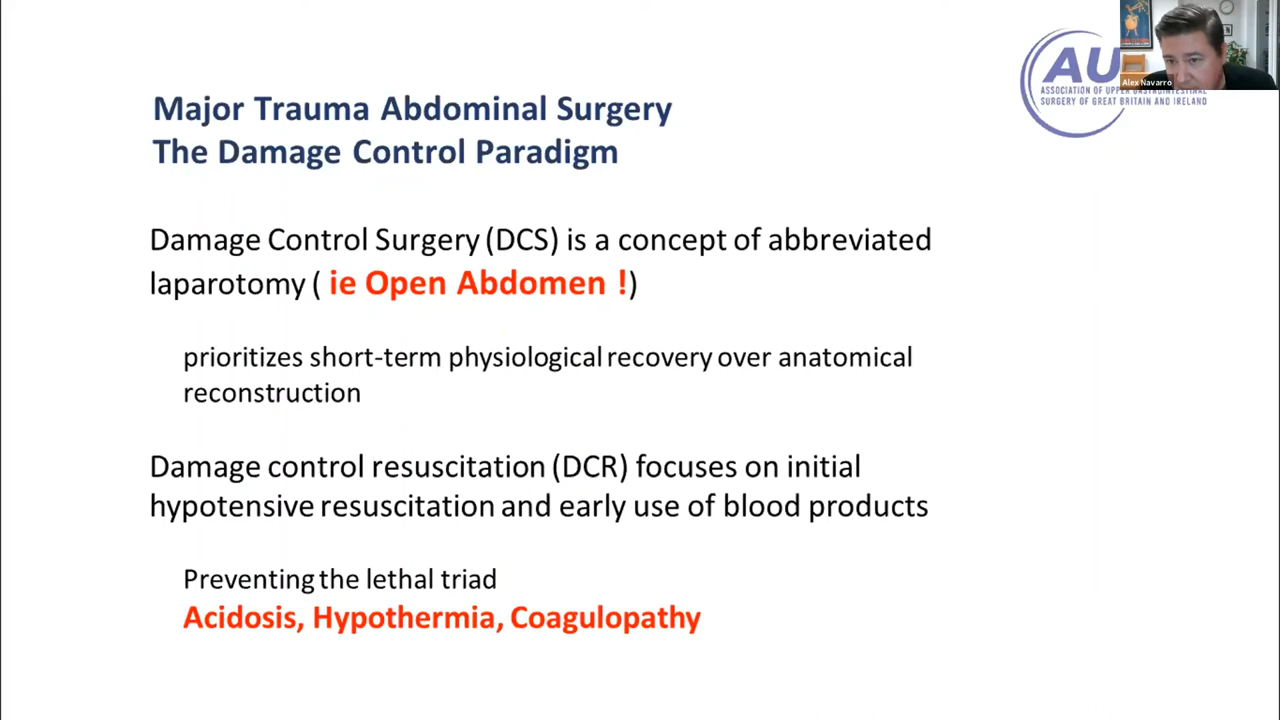 Major Trauma Abdominal Surgery
The Damage Control Paradigm
AU
ASSOCIATION OF UPPER GASTROINTESTINAL
SURGERY OF GREAT BRITAIN AND IRELAND
Alex Navarro
Damage Control Surgery (DCS) is a concept of abbreviated
laparotomy ( ie Open Abdomen !)
prioritizes short-term physiological recovery over anatomical
reconstruction
Damage control resuscitation (DCR) focuses on initial
hypotensive resuscitation and early use of blood products
Preventing the lethal triad
Acidosis, Hypothermia, Coagulopathy